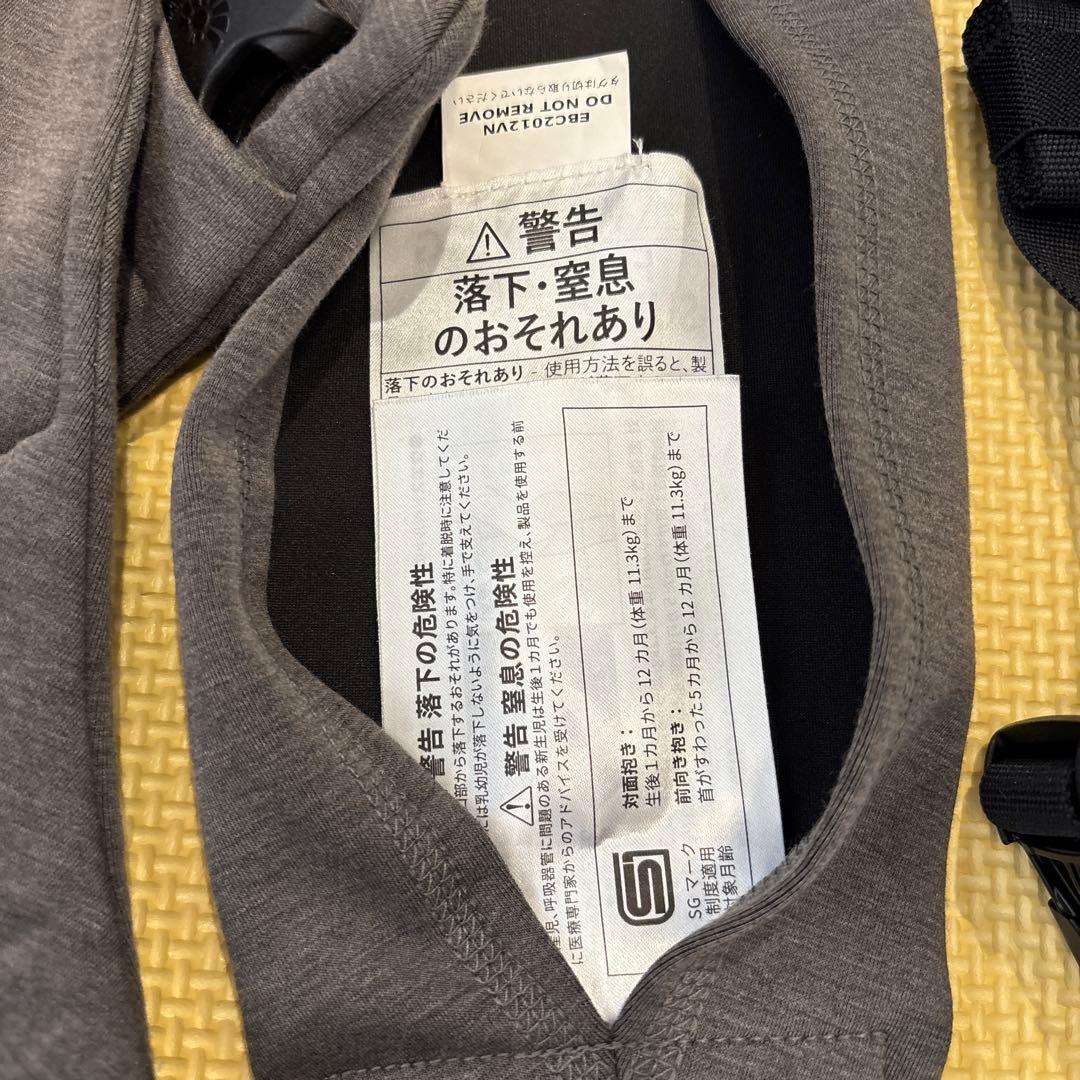 EBC2012VN
DO NOT REMOVE
タグは切り取らないでください
警告
落下・窒息
のおそれあり
落下のおそれあり - 使用方法を誤ると、製
警告 落下の危険性
口部から落下するおそれがあります。特に着脱時に注意してくだ
には乳幼児が落下しないように気をつけ、手で支えてください。
警告 窒息の危険性
産児、呼吸器管に問題のある新生児は生後1カ月でも使用を控え、製品を使用する前
に医療専門家からのアドバイスを受けてください。
対面抱き：
生後1カ月から12カ月（体重 11.3kg）まで
前向き抱き：
首がすわった5カ月から12カ月（体重 11.3kg）まで
SG マーク
制度適用
対象月齢